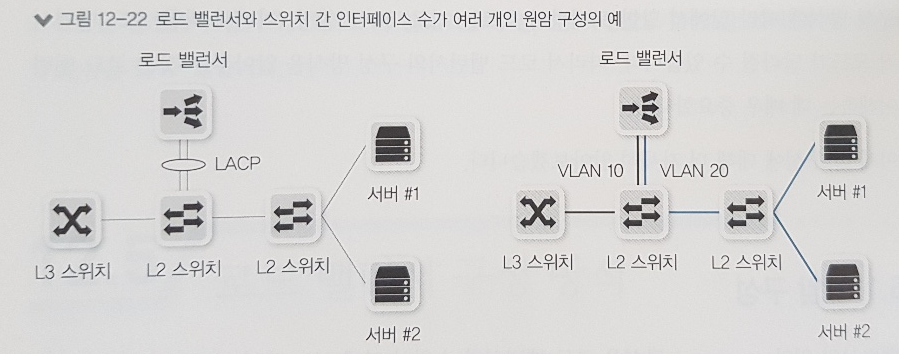 그림 12-22 로드 밸런서와 스위치 간 인터페이스 수가 여러 개인 원암 구성의 예
로드 밸런서
LACP
서버 #1
L3 스위치
L2 스위치
L2 스위치
서버 #2
로드 밸런서
VLAN 10
VLAN 20
서버 #1
L3 스위치
L2 스위치
L2 스위치
서버 #2